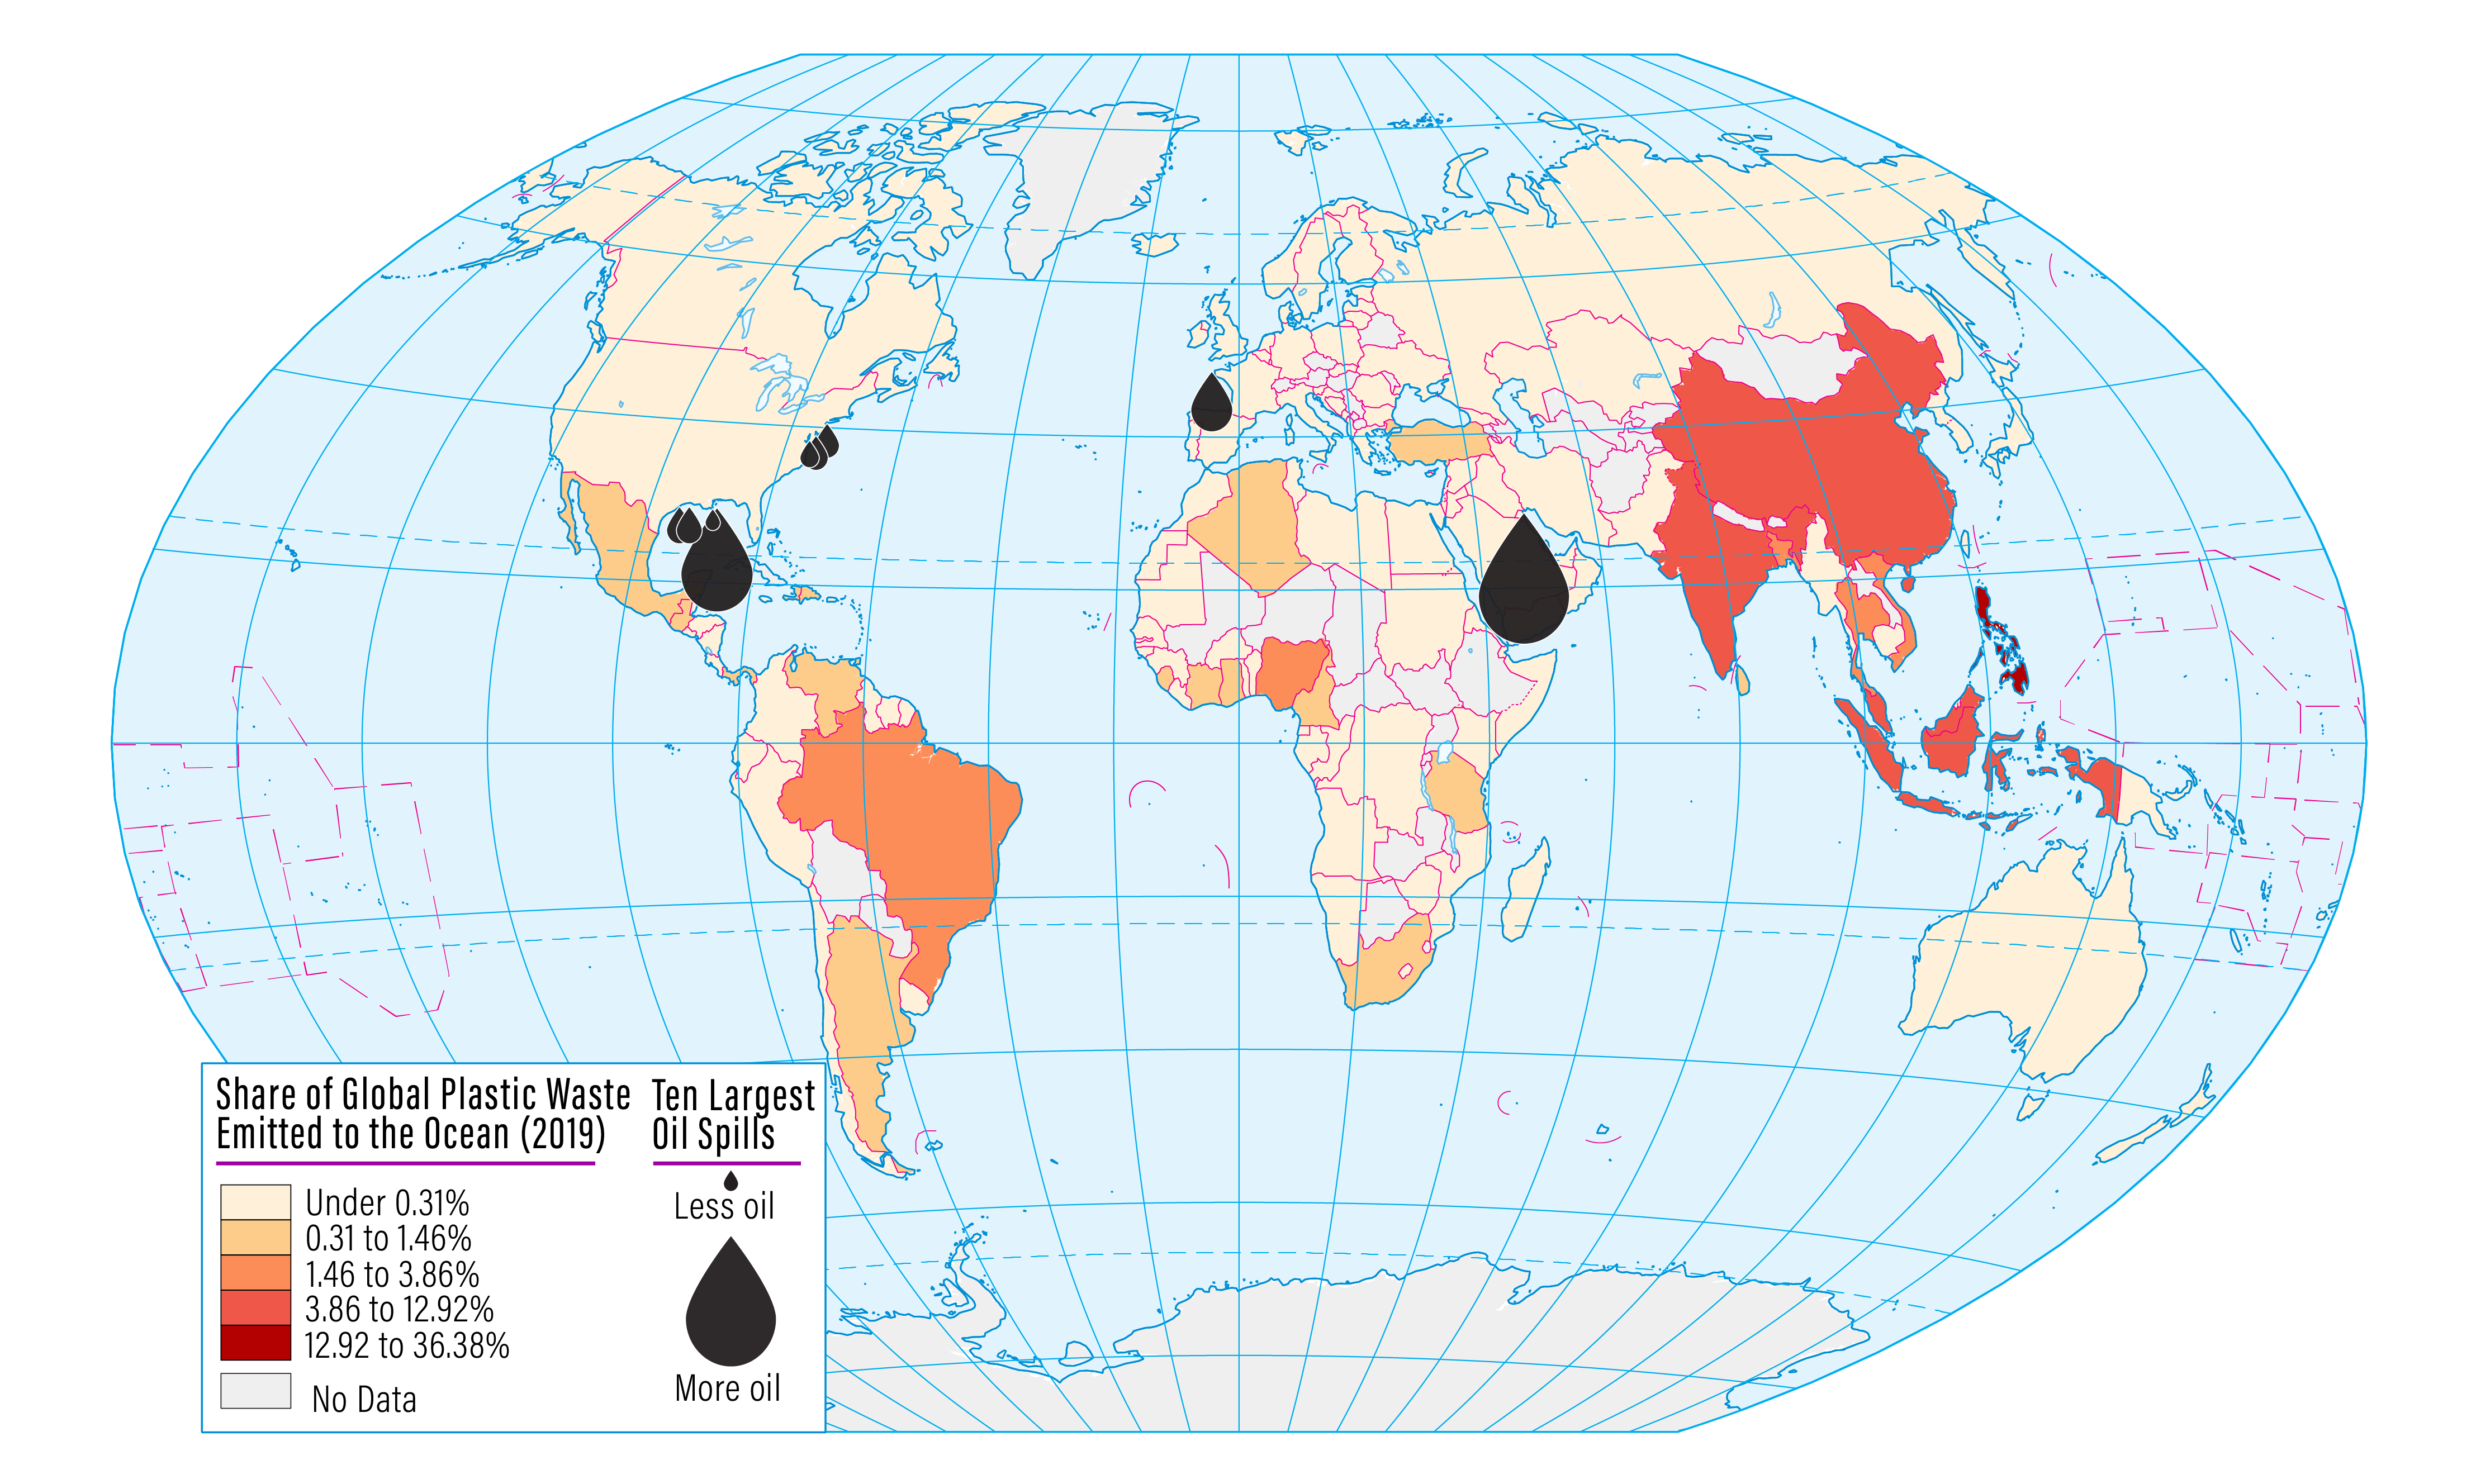 Share of Global Plastic Waste
Emitted to the Ocean (2019)
Under 0.31%
0.31 to 1.46%
1.46 to 3.86%
3.86 to 12.92%
12.92 to 36.38%
No Data
Ten Largest
Oil Spills
Less oil
More oil